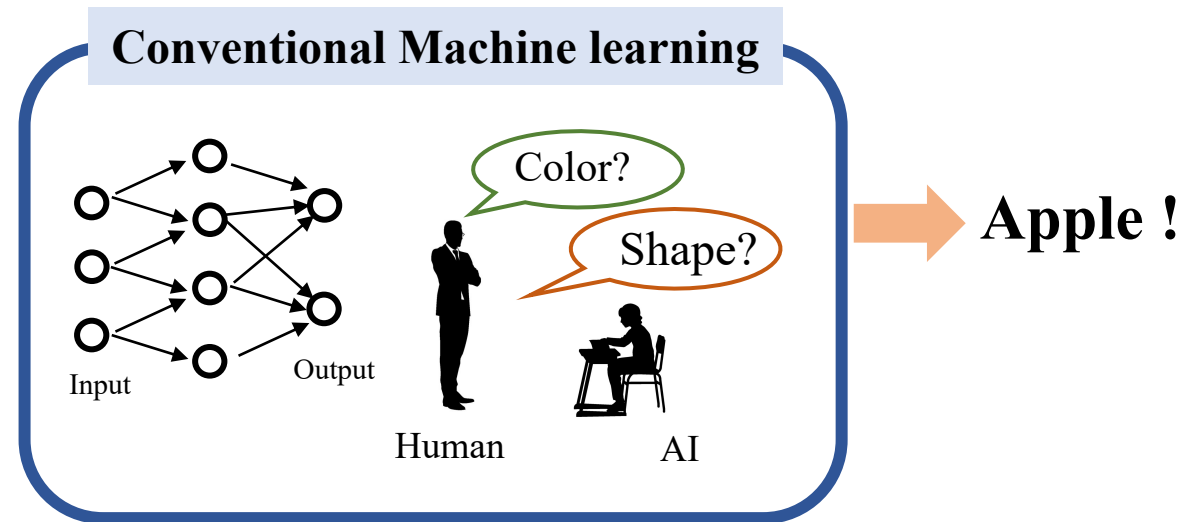 Conventional Machine learning
Color?
Shape?
Apple !
Input
Output
Human
AI